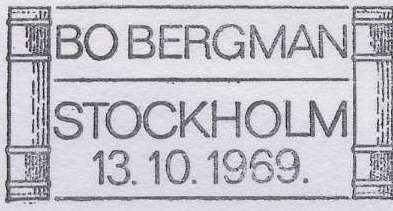 BO BERGMAN
STOCKHOLM
13. 10. 1969.